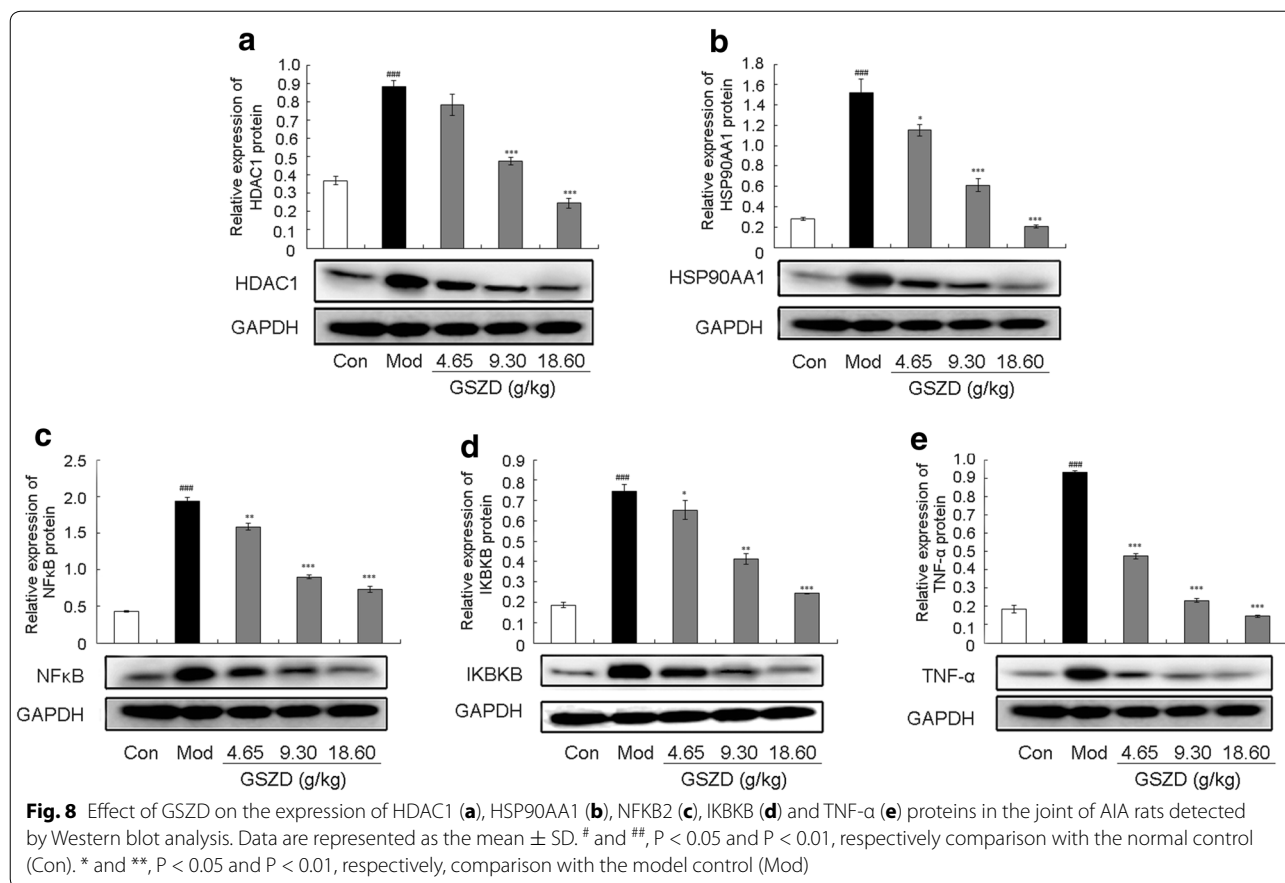 a
Relative expression of
HDAC1 protein
1.0
0.9
0.8
0.7
0.6
0.5
0.4
0.3
0.2
0.1
0
###
***
***
HDAC1
GAPDH
Con Mod 4.65 9.30 18.60
GSZD (g/kg)
b
Relative expression of
HSP90AA1 protein
1.8
1.6
1.4
1.2
1.0
0.8
0.6
0.4
0.2
0
###
*
***
***
HSP90AA1
GAPDH
Con Mod 4.65 9.30 18.60
GSZD (g/kg)
c
Relative expression of
NFκB protein
2.5
2.0
1.5
1.0
0.5
0
###
**
***
***
NFκB
GAPDH
Con Mod 4.65 9.30 18.60
GSZD (g/kg)
d
Relative expression of
IKBKB protein
0.9
0.8
0.7
0.6
0.5
0.4
0.3
0.2
0.1
0
###
*
**
***
IKBKB
GAPDH
Con Mod 4.65 9.30 18.60
GSZD (g/kg)
e
Relative expression of
TNF-α protein
1.0
0.9
0.8
0.7
0.6
0.5
0.4
0.3
0.2
0.1
0
###
***
***
***
TNF-α
GAPDH
Con Mod 4.65 9.30 18.60
GSZD (g/kg)
Fig. 8 Effect of GSZD on the expression of HDAC1 (a), HSP90AA1 (b), NFKB2 (c), IKBKB (d) and TNF-α (e) proteins in the joint of AIA rats detected
by Western blot analysis. Data are represented as the mean ± SD. # and ##, P < 0.05 and P < 0.01, respectively comparison with the normal control
(Con). * and **, P < 0.05 and P < 0.01, respectively, comparison with the model control (Mod)